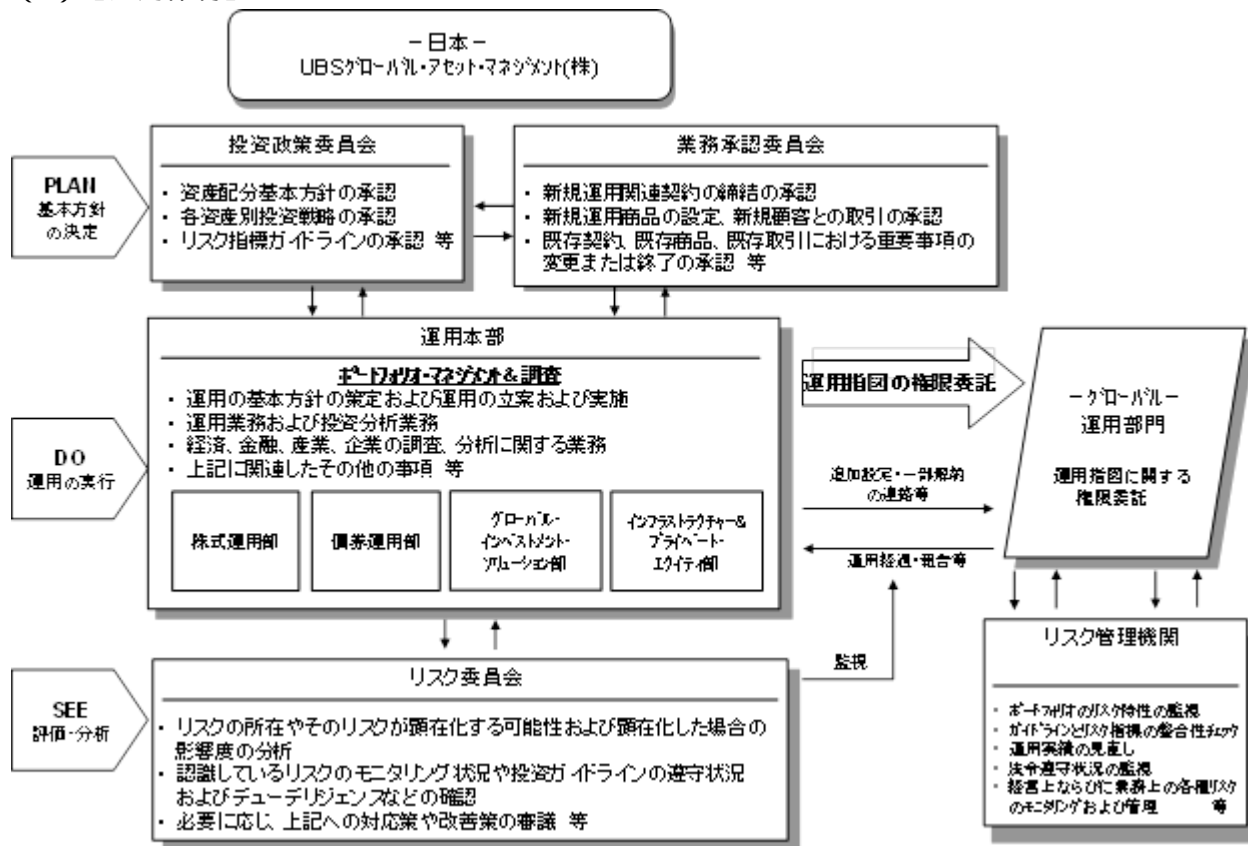 －日本－
UBSｸﾞﾛｰﾊﾞﾙ・ｱｾｯﾄ・ﾏﾈｼﾞﾒﾝﾄ(株)
PLAN
基本方針
の決定
投資政策委員会
・ 資産配分基本方針の承認
・ 各資産別投資戦略の承認
・ リスク指標ガイドラインの承認 等
業務承認委員会
・ 新規運用関連契約の締結の承認
・ 新規運用商品の設定、新規顧客との取引の承認
・ 既存契約、既存商品、既存取引における重要事項の
変更または終了の承認 等
DO
運用の実行
運用本部
ﾎﾟｰﾄﾌｫﾘｵ・ﾏﾈｼﾞﾒﾝﾄ＆調査
・ 運用の基本方針の策定および運用の立案および実施
・ 運用業務および投資分析業務
・ 経済、金融、産業、企業の調査、分析に関する業務
・ 上記に関連したその他の事項 等
株式運用部
債券運用部
ｸﾞﾛｰﾊﾞﾙ・
ｲﾝﾍﾞｽﾄﾒﾝﾄ・
ｿﾘｭｰｼｮﾝ部
ｲﾝﾌﾗｽﾄﾗｸﾁｬｰ＆
ﾌﾟﾗｲﾍﾞｰﾄ・
ｴｸｲﾃｨ部
運用指図の権限委託
追加設定・一部解約
の連絡等
運用経過・報告等
監視
－ｸﾞﾛｰﾊﾞﾙ－
運用部門
運用指図に関する
権限委託
SEE
評価・分析
リスク委員会
・ リスクの所在やそのリスクが顕在化する可能性および顕在化した場合の
影響度の分析
・ 認識しているリスクのモニタリング状況や投資ガイドラインの遵守状況
およびデューデリジェンスなどの確認
・ 必要に応じ、上記への対応策や改善策の審議 等
リスク管理機関
・ ﾎﾟｰﾄﾌｫﾘｵのﾘｽｸ特性の監視
・ ｶﾞｲﾄﾞﾗｲﾝとﾘｽｸ指標の整合性ﾁｪｯｸ
・ 運用実績の見直し
・ 法令遵守状況の監視
・ 経営上ならびに業務上の各種ﾘｽｸ
のﾓﾆﾀﾘﾝｸﾞおよび管理 等